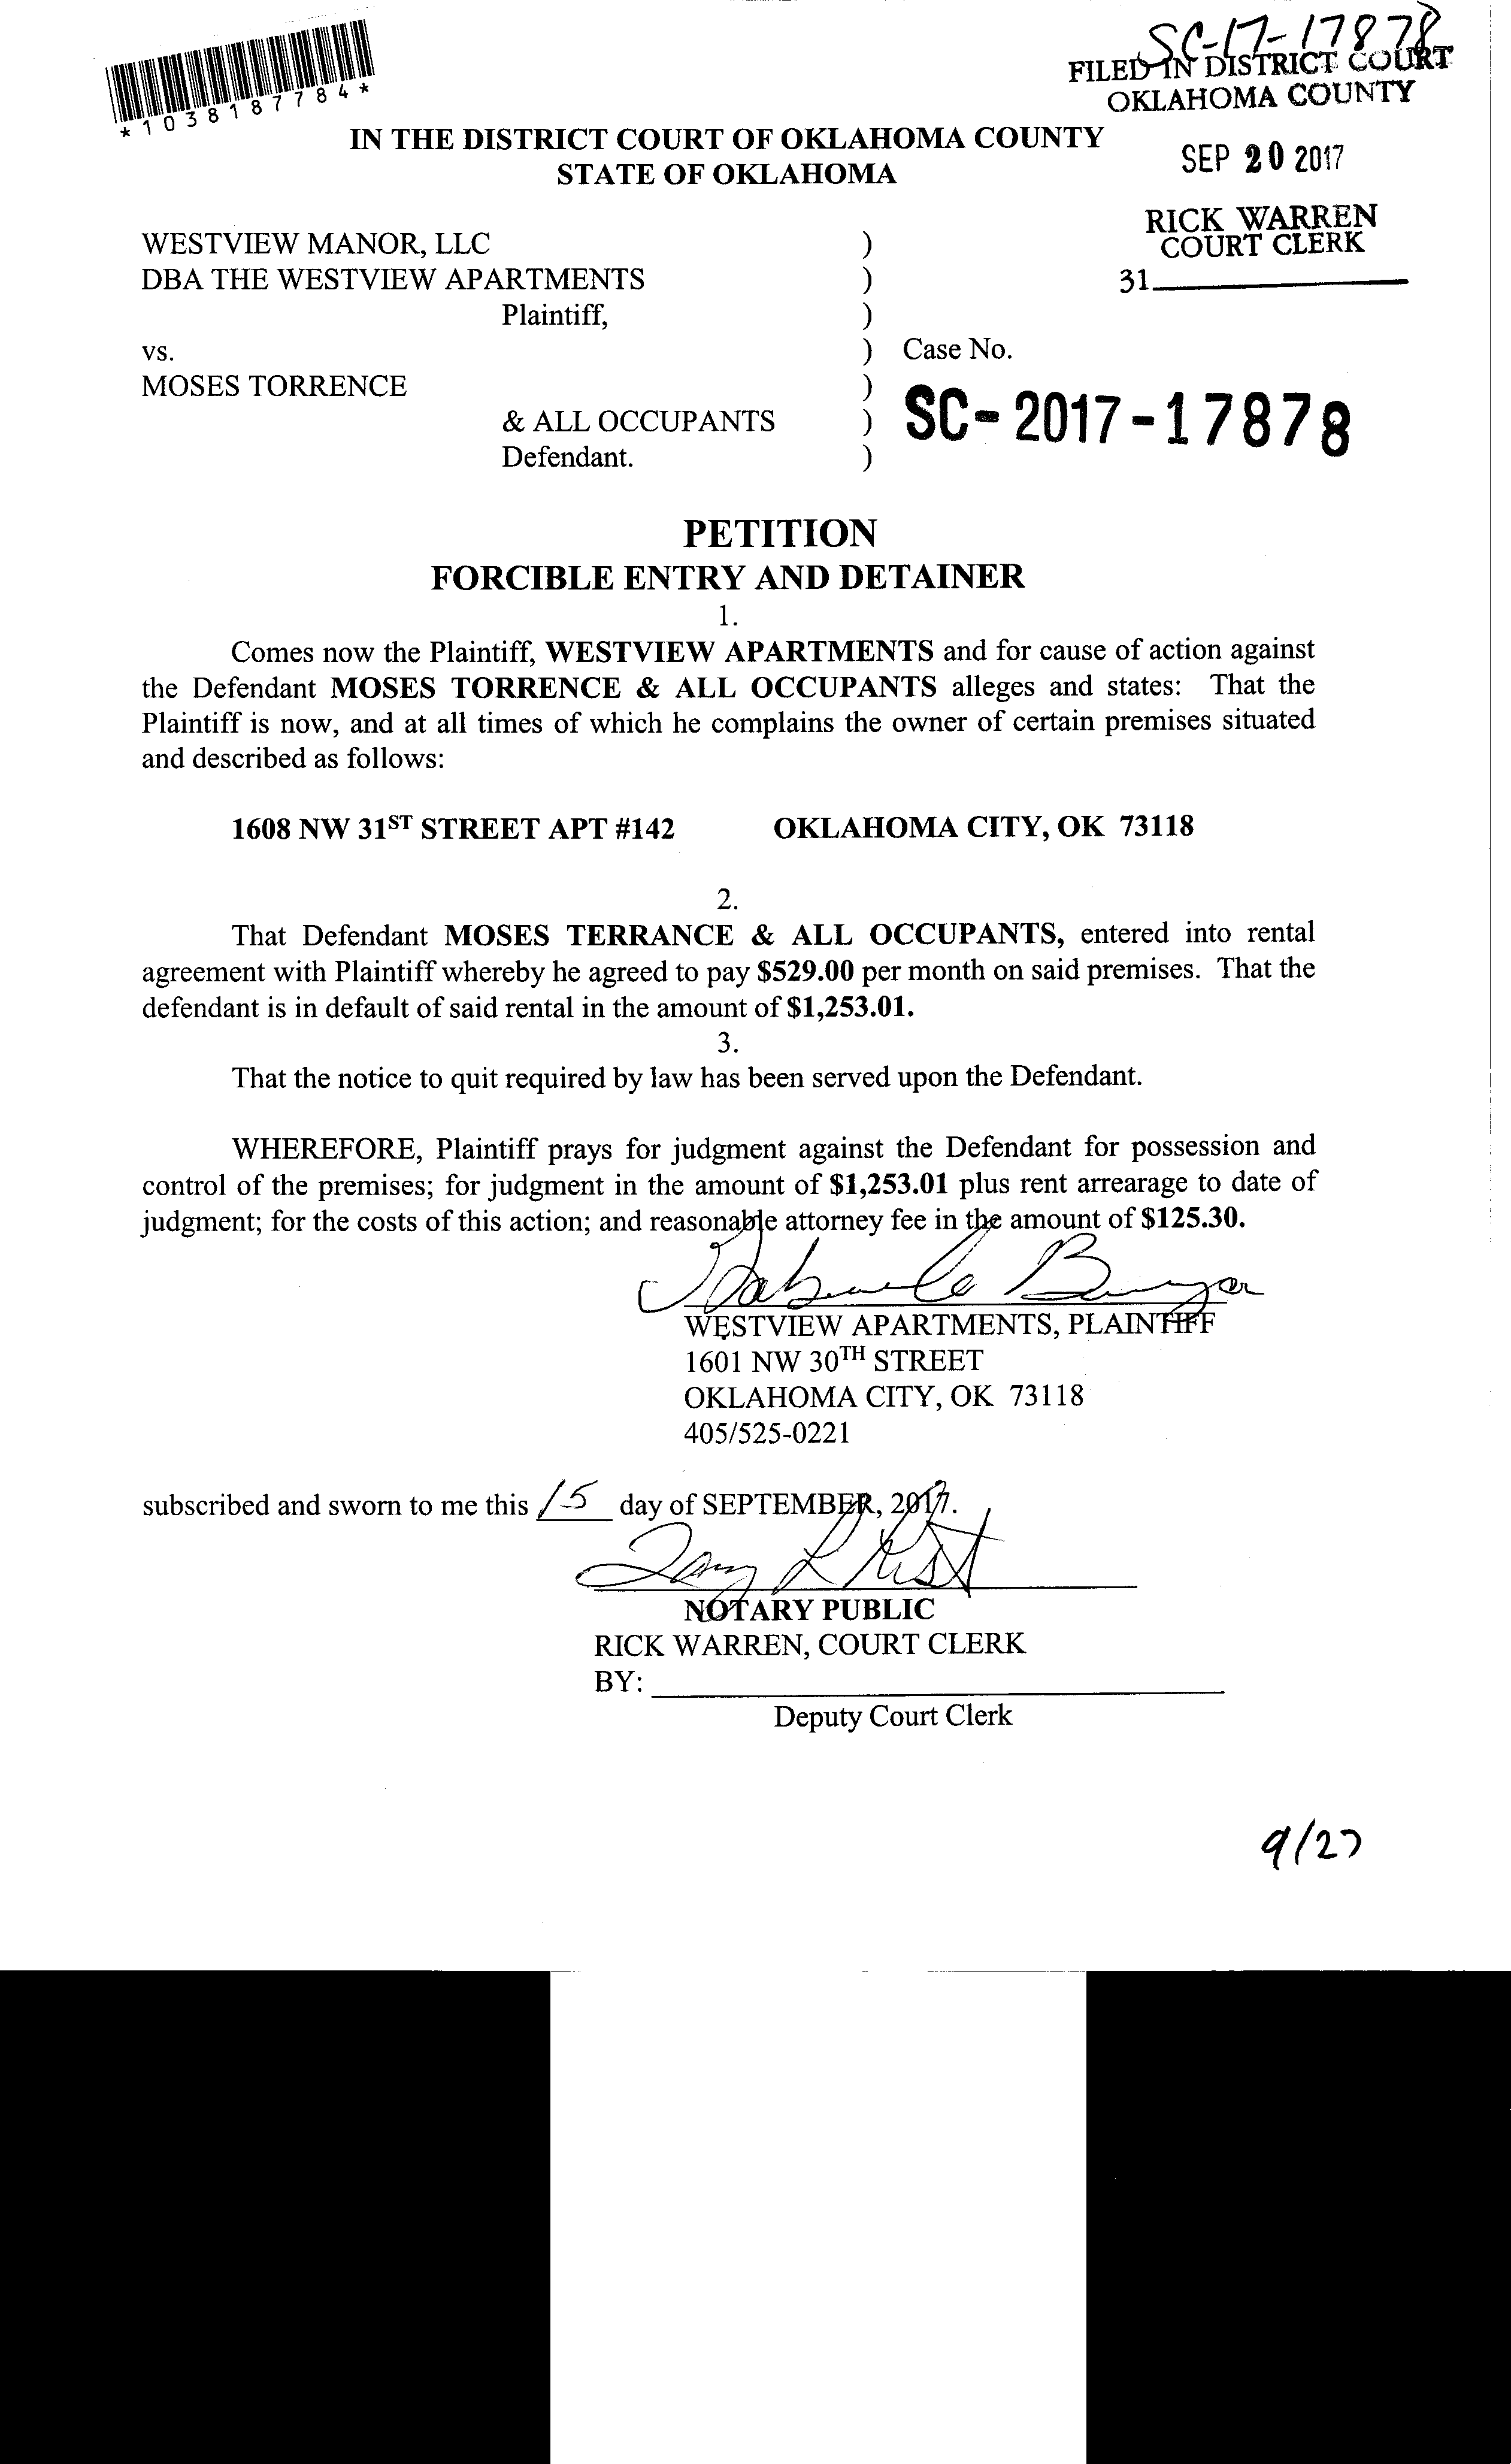 SC-17-17878
FILED IN DISTRICT COURT
OKLAHOMA COUNTY
*1038187784*
IN THE DISTRICT COURT OF OKLAHOMA COUNTY
STATE OF OKLAHOMA
SEP 20 2017
RICK WARREN
COURT CLERK
31
WESTVIEW MANOR, LLC )
DBA THE WESTVIEW APARTMENTS )
Plaintiff, )
vs. ) Case No.
MOSES TORRENCE )
& ALL OCCUPANTS ) SC-2017-17878
Defendant. )
PETITION
FORCIBLE ENTRY AND DETAINER
1.
Comes now the Plaintiff, WESTVIEW APARTMENTS and for cause of action against
the Defendant MOSES TORRENCE & ALL OCCUPANTS alleges and states: That the
Plaintiff is now, and at all times of which he complains the owner of certain premises situated
and described as follows:
1608 NW 31ST STREET APT #142 OKLAHOMA CITY, OK 73118
2.
That Defendant MOSES TERRANCE & ALL OCCUPANTS, entered into rental
agreement with Plaintiff whereby he agreed to pay $529.00 per month on said premises. That the
defendant is in default of said rental in the amount of $1,253.01.
3.
That the notice to quit required by law has been served upon the Defendant.
WHEREFORE, Plaintiff prays for judgment against the Defendant for possession and
control of the premises; for judgment in the amount of $1,253.01 plus rent arrearage to date of
judgment; for the costs of this action; and reasonable attorney fee in the amount of $125.30.
WESTVIEW APARTMENTS, PLAINTIFF
1601 NW 30TH STREET
OKLAHOMA CITY, OK 73118
405/525-0221
subscribed and sworn to me this 15 day of SEPTEMBER, 2017.
NOTARY PUBLIC
RICK WARREN, COURT CLERK
BY:
Deputy Court Clerk
9/27